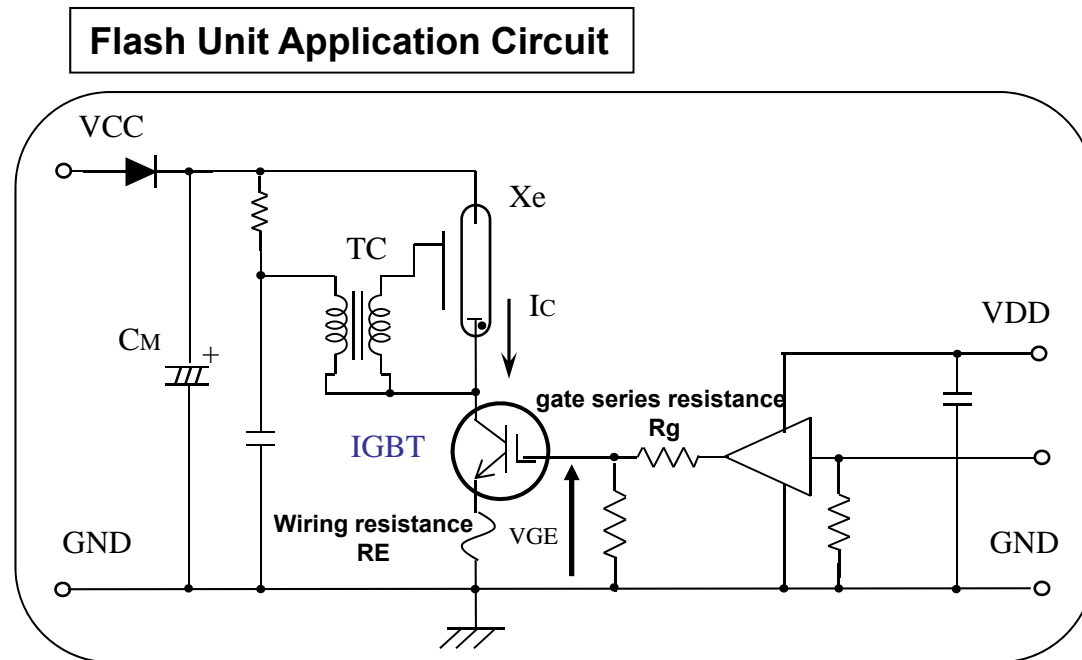 Flash Unit Application Circuit
VCC
Xe
TC
IC
VDD
CM
+
gate series resistance
Rg
IGBT
Wiring resistance
RE
VGE
GND
GND